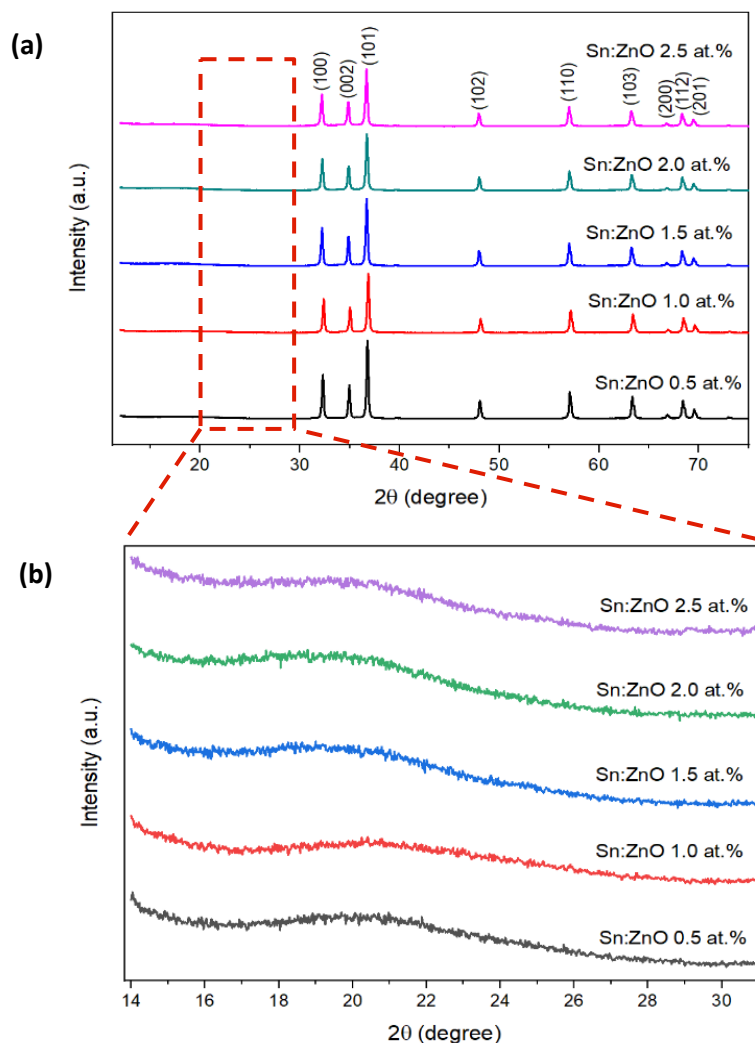 (a)
Sn:ZnO 2.5 at.%
(100)
(002)
(101)
(102)
(110)
(103)
(200)
(112)
(201)
Sn:ZnO 2.0 at.%
Sn:ZnO 1.5 at.%
Sn:ZnO 1.0 at.%
Sn:ZnO 0.5 at.%
Intensity (a.u.)
20 30 40 50 60 70
2θ (degree)
(b)
Sn:ZnO 2.5 at.%
Sn:ZnO 2.0 at.%
Sn:ZnO 1.5 at.%
Sn:ZnO 1.0 at.%
Sn:ZnO 0.5 at.%
Intensity (a.u.)
14 16 18 20 22 24 26 28 30
2θ (degree)